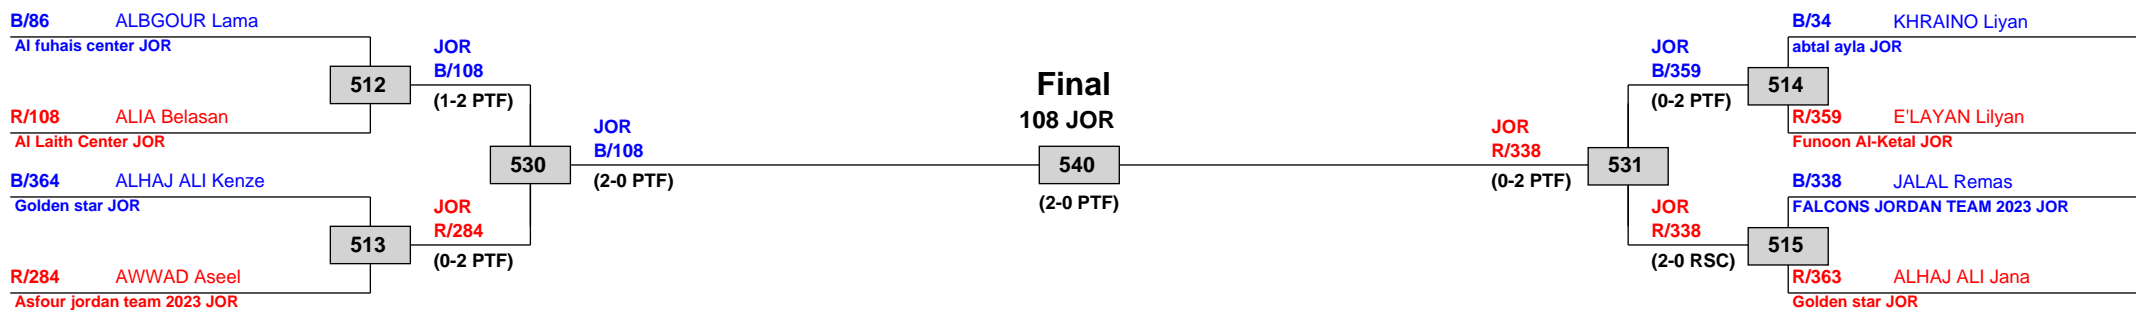 B/86 ALBGOUR Lama
Al fuhais center JOR
512
R/108 ALIA Belasan
Al Laith Center JOR
B/364 ALHAJ ALI Kenze
Golden star JOR
513
R/284 AWWAD Aseel
Asfour jordan team 2023 JOR
JOR
B/108
(1-2 PTF)
530
JOR
R/284
(0-2 PTF)
JOR
B/108
(2-0 PTF)
Final
108 JOR
540
(2-0 PTF)
JOR
R/338
(0-2 PTF)
531
JOR
B/359
(0-2 PTF)
JOR
R/338
(2-0 RSC)
B/34 KHRAINO Liyan
abtal ayla JOR
514
R/359 E'LAYAN Lilyan
Funoon Al-Ketal JOR
B/338 JALAL Remas
FALCONS JORDAN TEAM 2023 JOR
515
R/363 ALHAJ ALI Jana
Golden star JOR